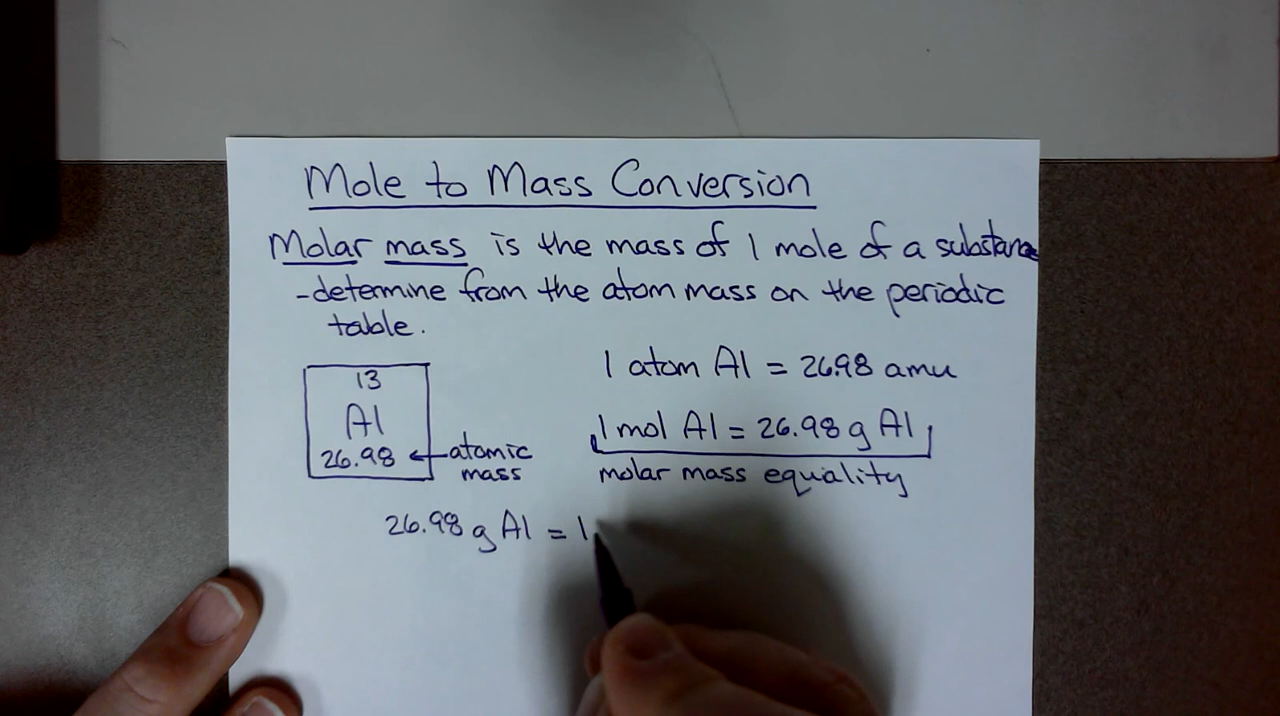 Mole to Mass Conversion
Molar mass is the mass of 1 mole of a substance
-determine from the atom mass on the periodic
table.
13
Al
26.98
atomic
mass
1 atom Al = 26.98 amu
1 mol Al = 26.98 g Al
molar mass equality
26.98 g Al = 1